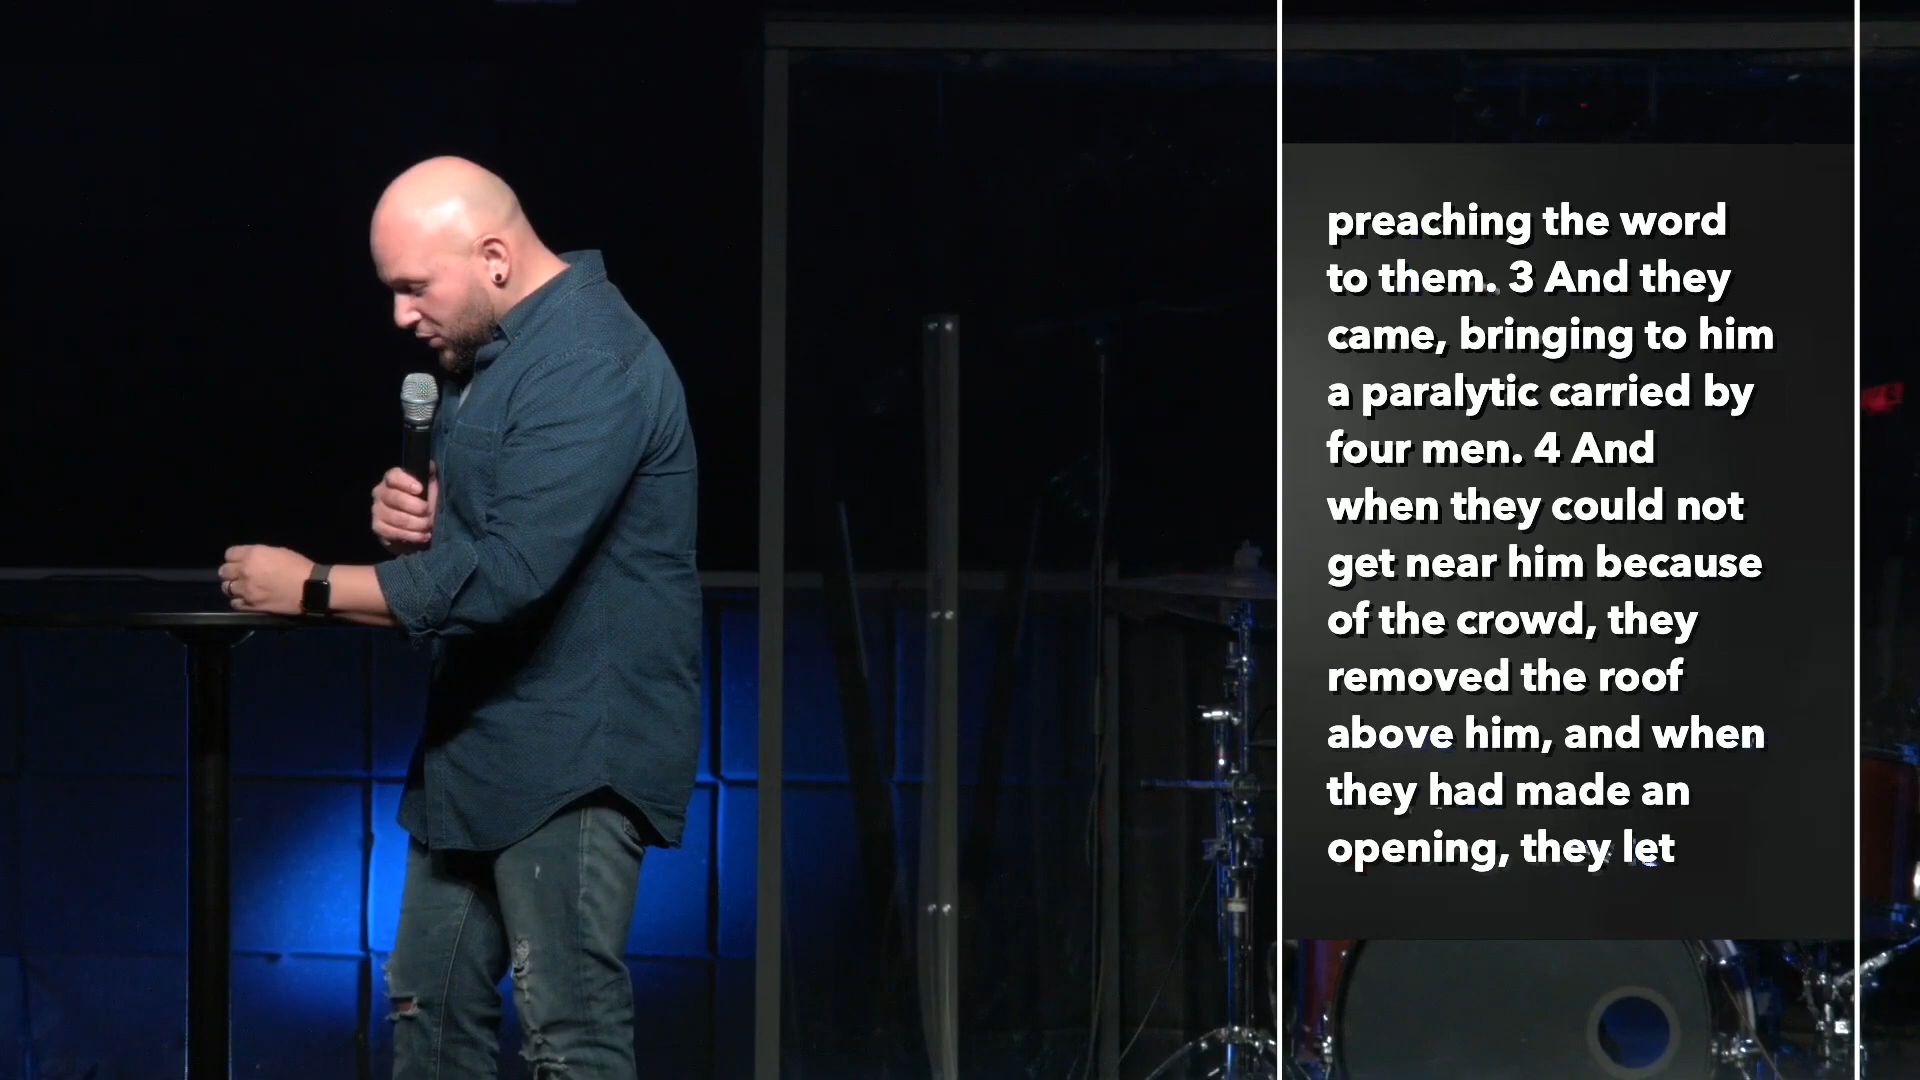 preaching the word
to them. 3 And they
came, bringing to him
a paralytic carried by
four men. 4 And
when they could not
get near him because
of the crowd, they
removed the roof
above him, and when
they had made an
opening, they let